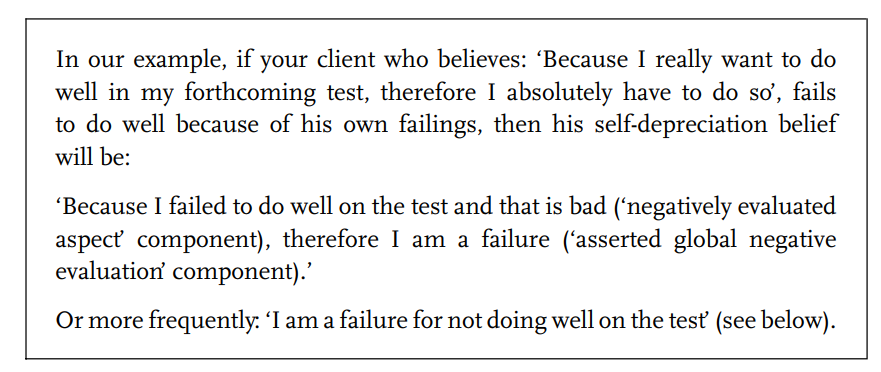 In our example, if your client who believes: ‘Because I really want to do
well in my forthcoming test, therefore I absolutely have to do so’, fails
to do well because of his own failings, then his self-depreciation belief
will be:
‘Because I failed to do well on the test and that is bad (‘negatively evaluated
aspect’ component), therefore I am a failure (‘asserted global negative
evaluation’ component).’
Or more frequently: ‘I am a failure for not doing well on the test’ (see below).